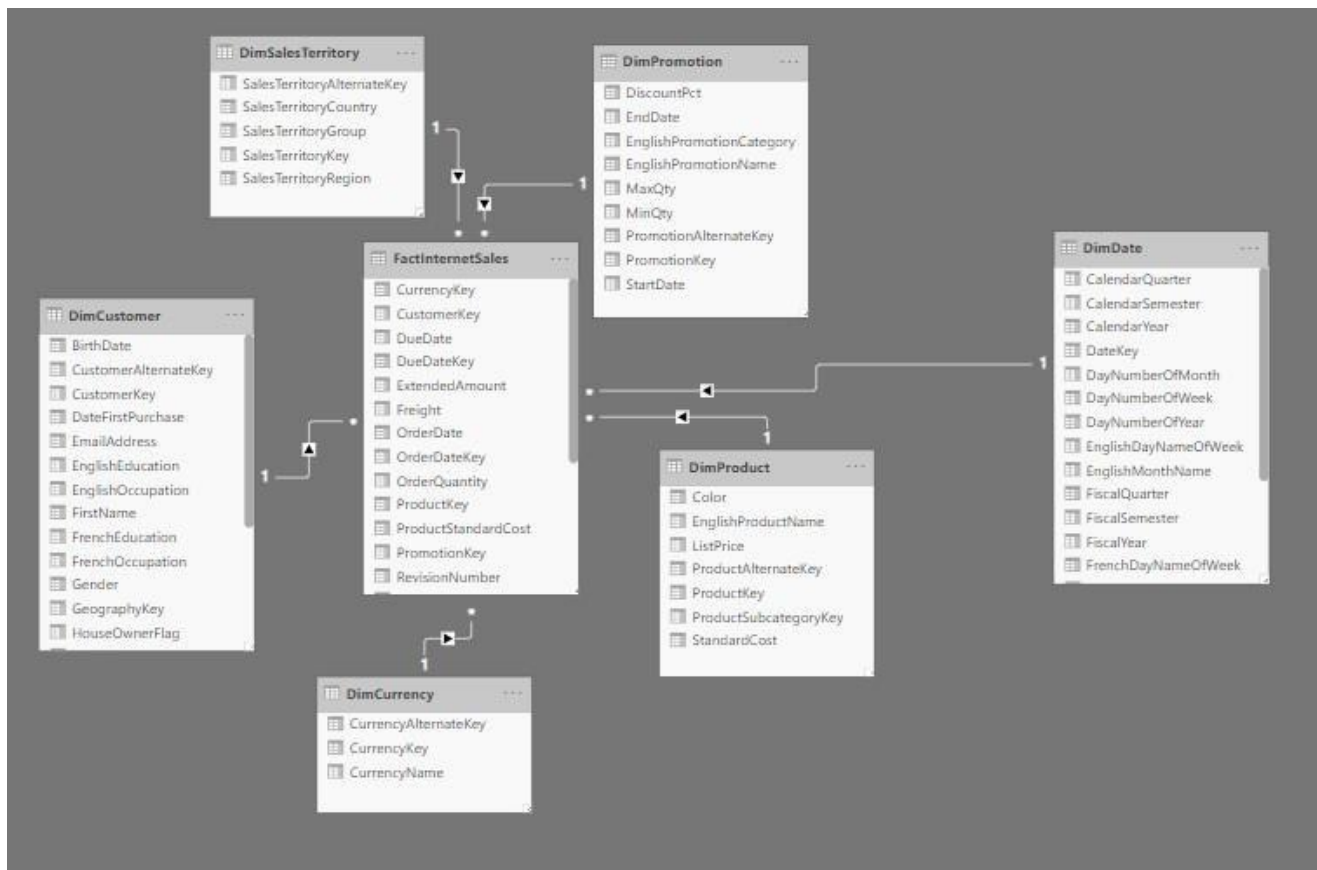 DimSalesTerritory
SalesTerritoryAlternateKey
SalesTerritoryCountry
SalesTerritoryGroup
SalesTerritoryKey
SalesTerritoryRegion
1
DimPromotion
DiscountPct
EndDate
EnglishPromotionCategory
EnglishPromotionName
MaxQty
MinQty
PromotionAlternateKey
PromotionKey
StartDate
1
FactInternetSales
CurrencyKey
CustomerKey
DueDate
DueDateKey
ExtendedAmount
Freight
OrderDate
OrderDateKey
OrderQuantity
ProductKey
ProductStandardCost
PromotionKey
RevisionNumber
DimDate
CalendarQuarter
CalendarSemester
CalendarYear
DateKey
DayNumberOfMonth
DayNumberOfWeek
DayNumberOfYear
EnglishDayNameOfWeek
EnglishMonthName
FiscalQuarter
FiscalSemester
FiscalYear
FrenchDayNameOfWeek
1
DimCustomer
BirthDate
CustomerAlternateKey
CustomerKey
DateFirstPurchase
EmailAddress
EnglishEducation
EnglishOccupation
FirstName
FrenchEducation
FrenchOccupation
Gender
GeographyKey
HouseOwnerFlag
1
DimProduct
Color
EnglishProductName
ListPrice
ProductAlternateKey
ProductKey
ProductSubcategoryKey
StandardCost
1
DimCurrency
CurrencyAlternateKey
CurrencyKey
CurrencyName
1